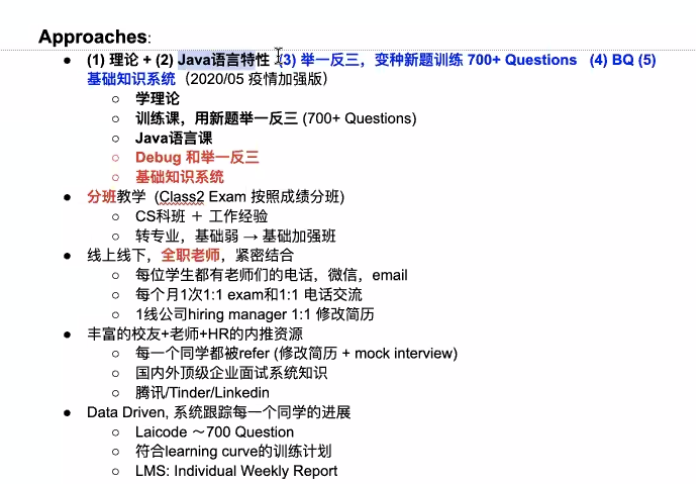 Approaches:
● (1) 理论 + (2) Java语言特性 (3) 举一反三，变种新题训练 700+ Questions (4) BQ (5)
基础知识系统（2020/05 疫情加强版）
○ 学理论
○ 训练课，用新题举一反三 (700+ Questions)
○ Java语言课
○ Debug 和举一反三
○ 基础知识系统
● 分班教学 (Class2 Exam 按照成绩分班)
○ CS科班 ＋ 工作经验
○ 转专业，基础弱 → 基础加强班
● 线上线下，全职老师，紧密结合
○ 每位学生都有老师们的电话，微信，email
○ 每个月1次1:1 exam和1:1 电话交流
○ 1线公司hiring manager 1:1 修改简历
● 丰富的校友+老师+HR的内推资源
○ 每一个同学都被refer (修改简历 + mock interview)
○ 国内外顶级企业面试系统知识
○ 腾讯/Tinder/Linkedin
● Data Driven, 系统跟踪每一个同学的进展
○ Laicode ～700 Question
○ 符合learning curve的训练计划
○ LMS: Individual Weekly Report